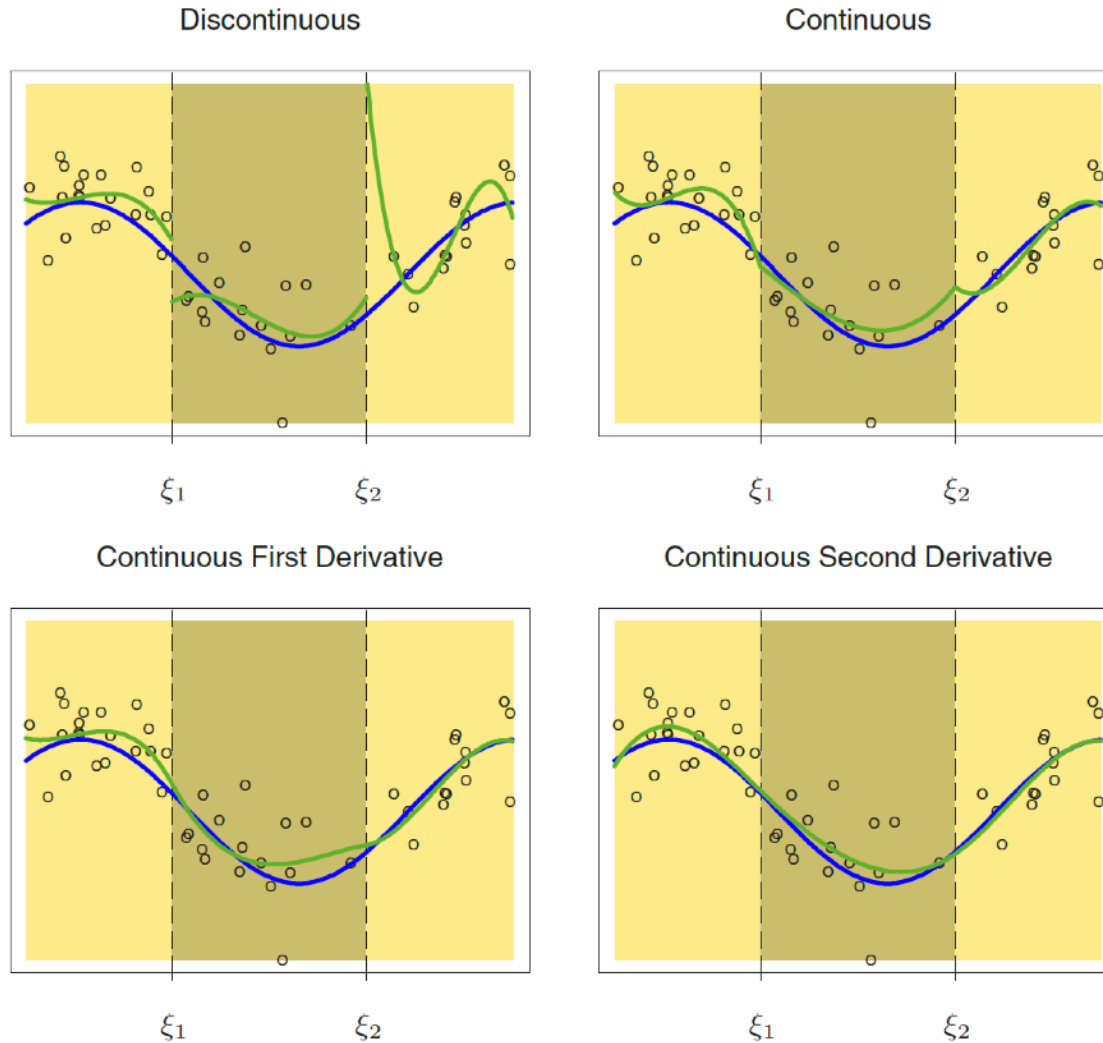 Discontinuous
Continuous
ξ₁ ξ₂
ξ₁ ξ₂
Continuous First Derivative
Continuous Second Derivative
ξ₁ ξ₂
ξ₁ ξ₂